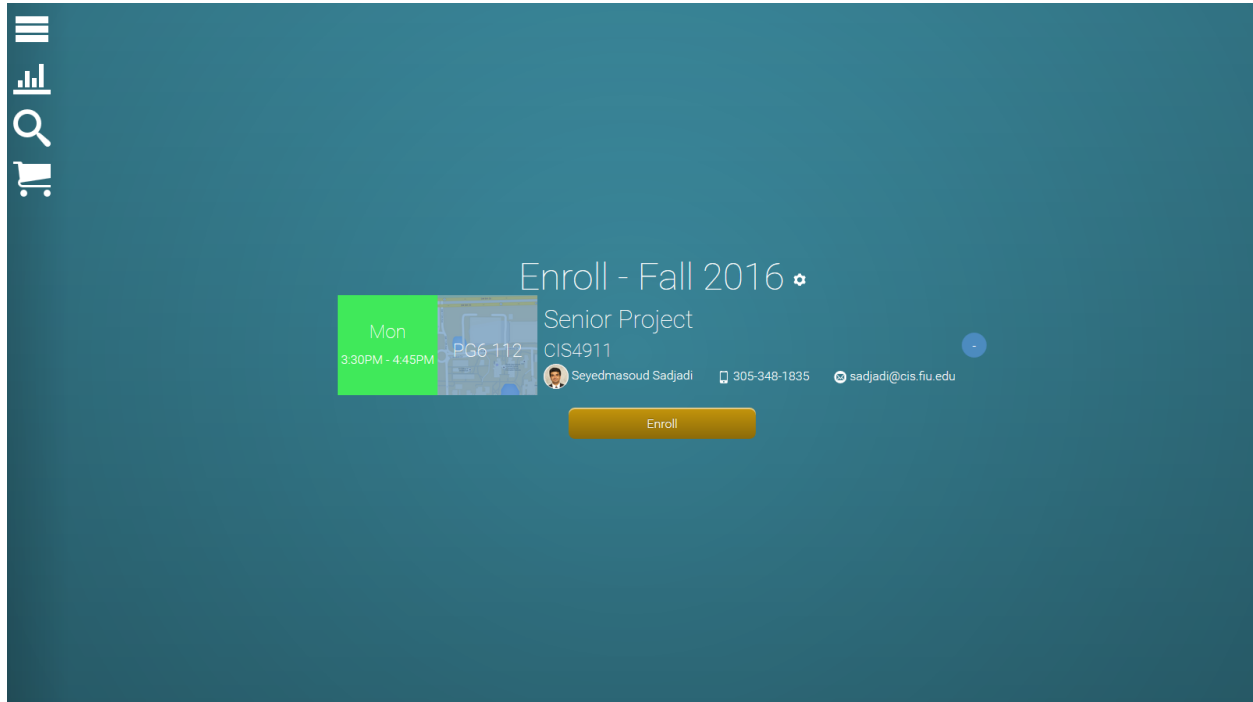 Enroll - Fall 2016
Mon
3:30PM - 4:45PM
PG6 112
Senior Project
CIS4911
Seyedmasoud Sadjadi 305-348-1835 sadjadi@cis.fiu.edu
-
Enroll